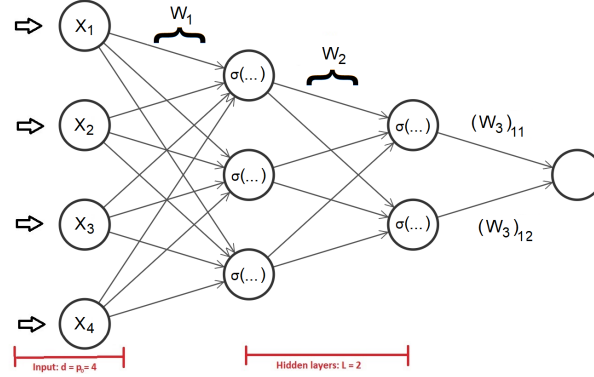 W₁
X₁
W₂
σ(...)
X₂
σ(...)
(W₃)₁₁
σ(...)
X₃
σ(...)
(W₃)₁₂
σ(...)
X₄
Input: d = p₀= 4
Hidden layers: L = 2